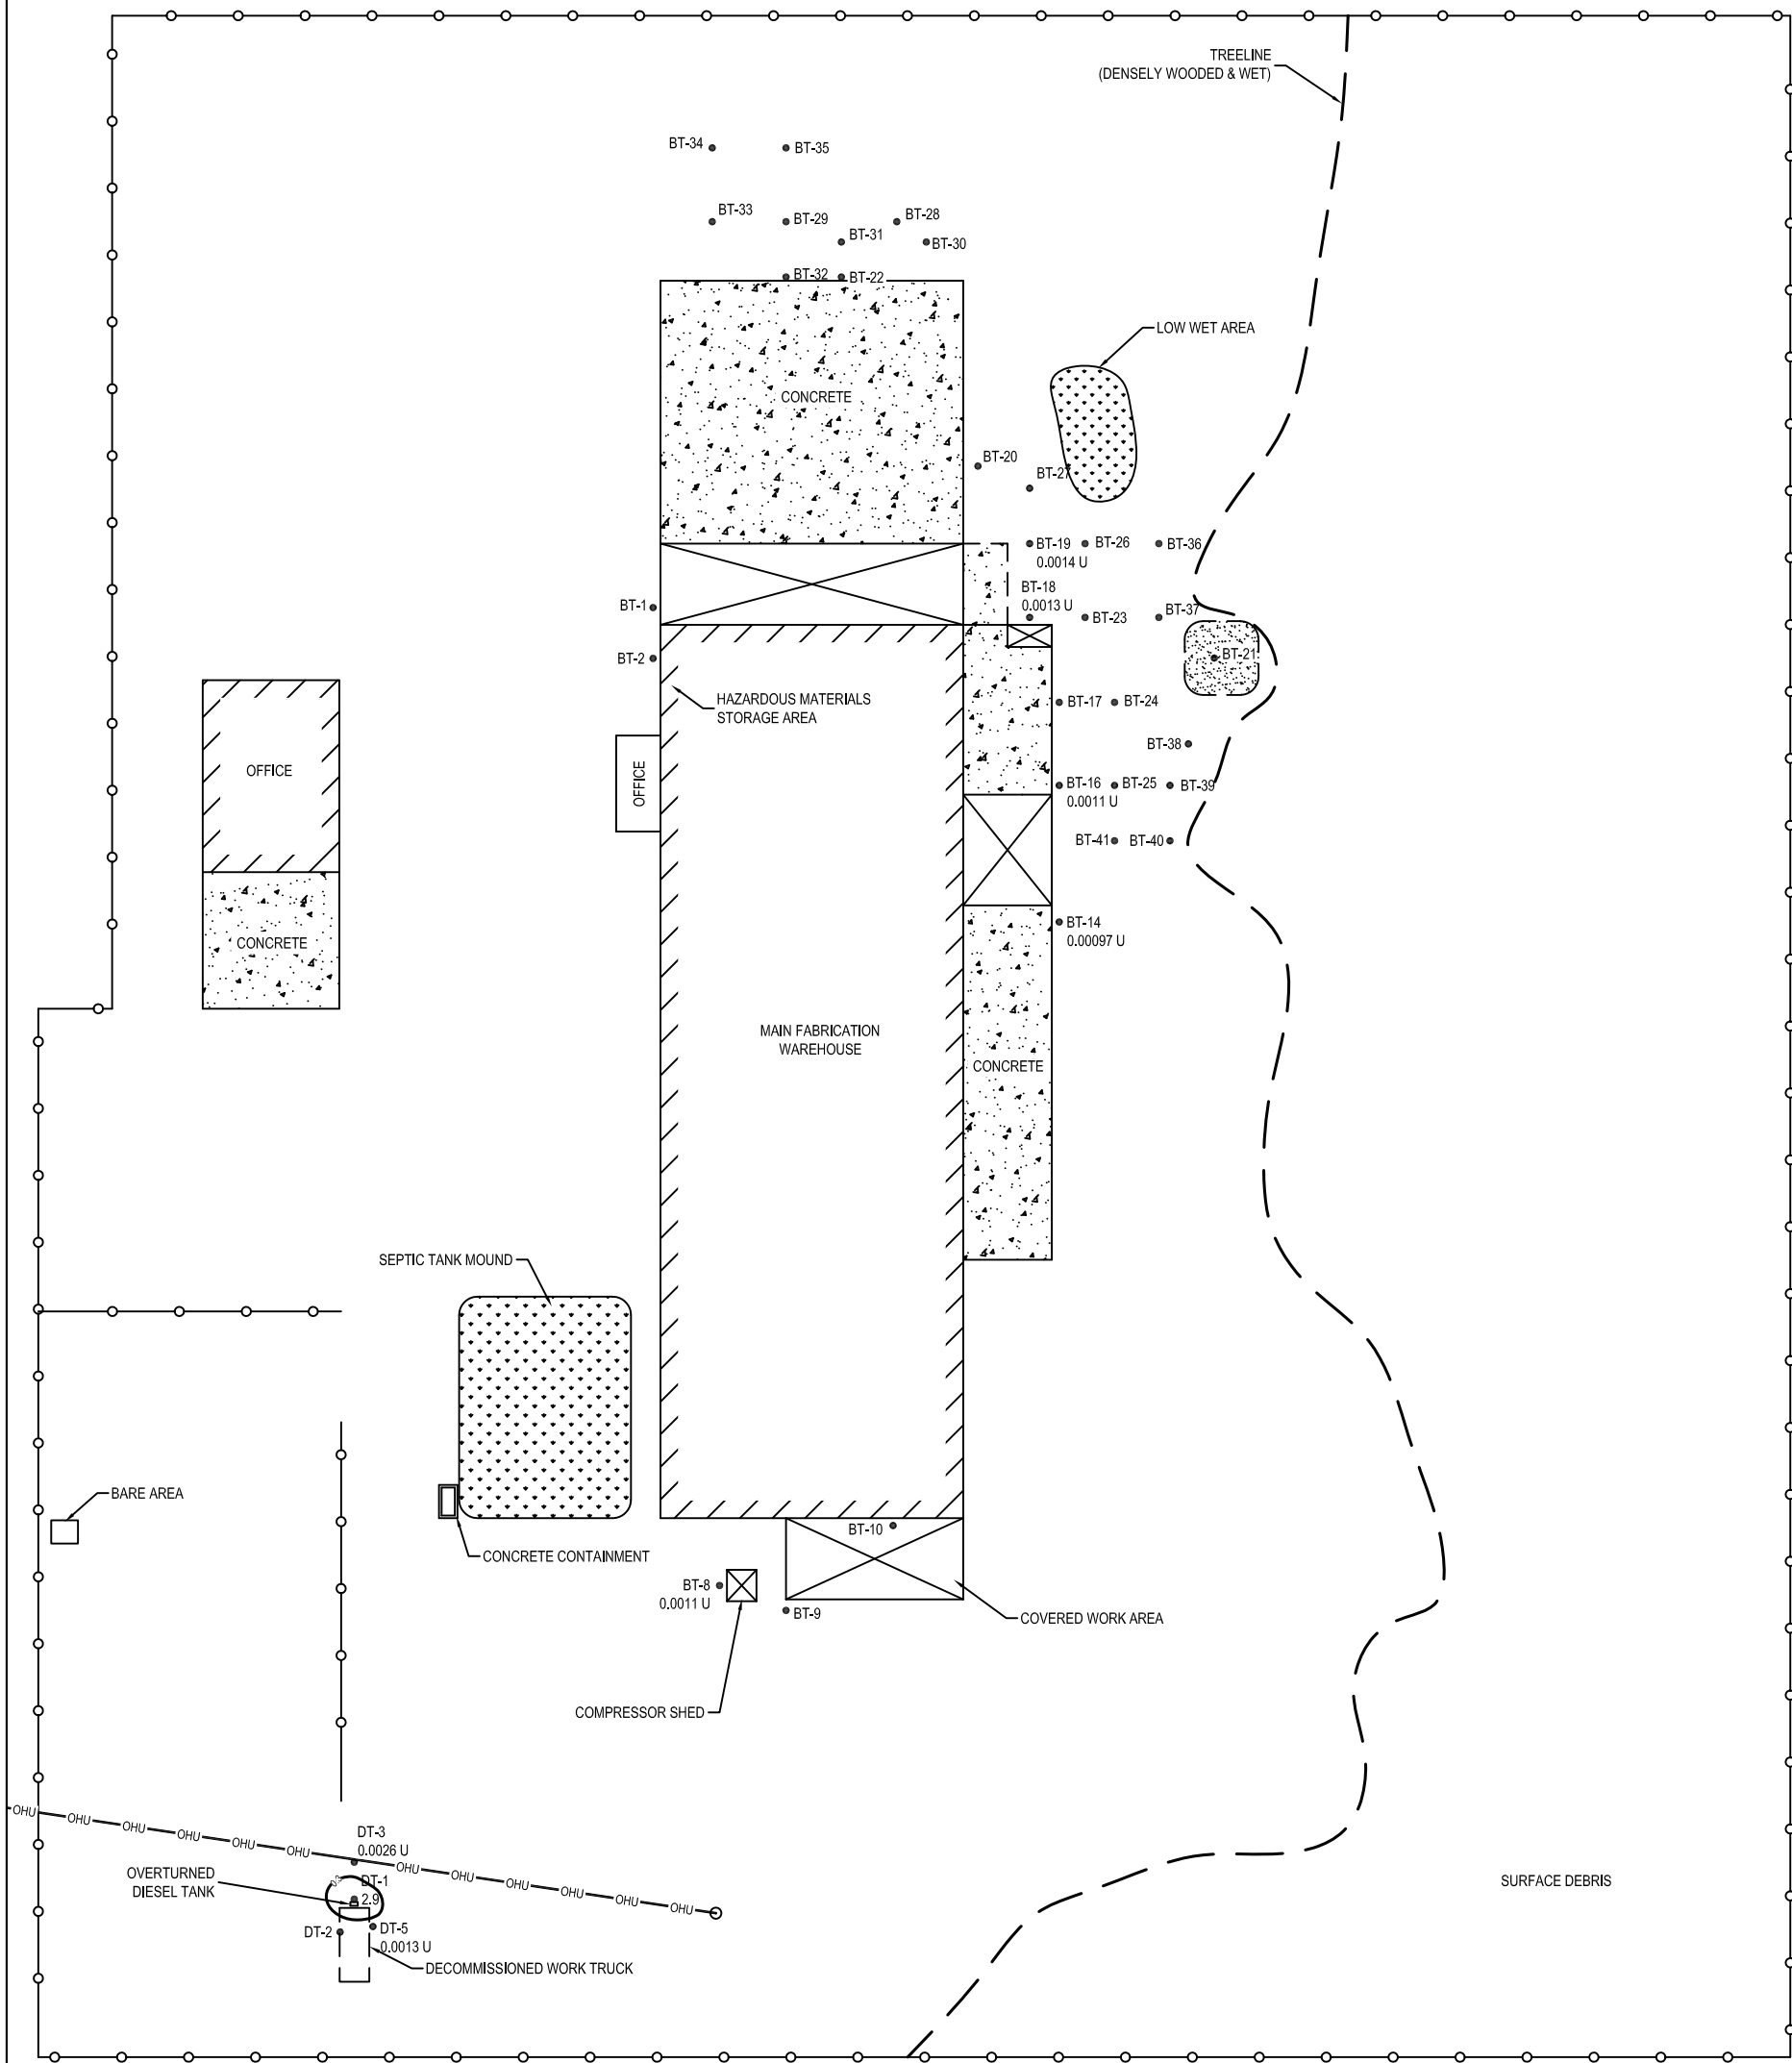 TREELINE
(DENSELY WOODED & WET)
BT-34
BT-35
BT-33
BT-29
BT-28
BT-31
BT-30
BT-32
BT-22
LOW WET AREA
CONCRETE
BT-20
BT-27
BT-19
0.0014 U
BT-26
BT-36
BT-18
0.0013 U
BT-1
BT-23
BT-37
BT-2
BT-21
HAZARDOUS MATERIALS
STORAGE AREA
BT-17
BT-24
BT-38
OFFICE
OFFICE
BT-16
0.0011 U
BT-25
BT-39
BT-41
BT-40
BT-14
0.00097 U
CONCRETE
MAIN FABRICATION
WAREHOUSE
CONCRETE
SEPTIC TANK MOUND
BARE AREA
BT-10
CONCRETE CONTAINMENT
BT-8
0.0011 U
BT-9
COVERED WORK AREA
COMPRESSOR SHED
OHU OHU OHU OHU OHU OHU OHU OHU OHU OHU OHU OHU OHU
DT-3
0.0026 U
OVERTURNED
DIESEL TANK
DT-1
2.9
DT-2
DT-5
0.0013 U
DECOMMISSIONED WORK TRUCK
SURFACE DEBRIS